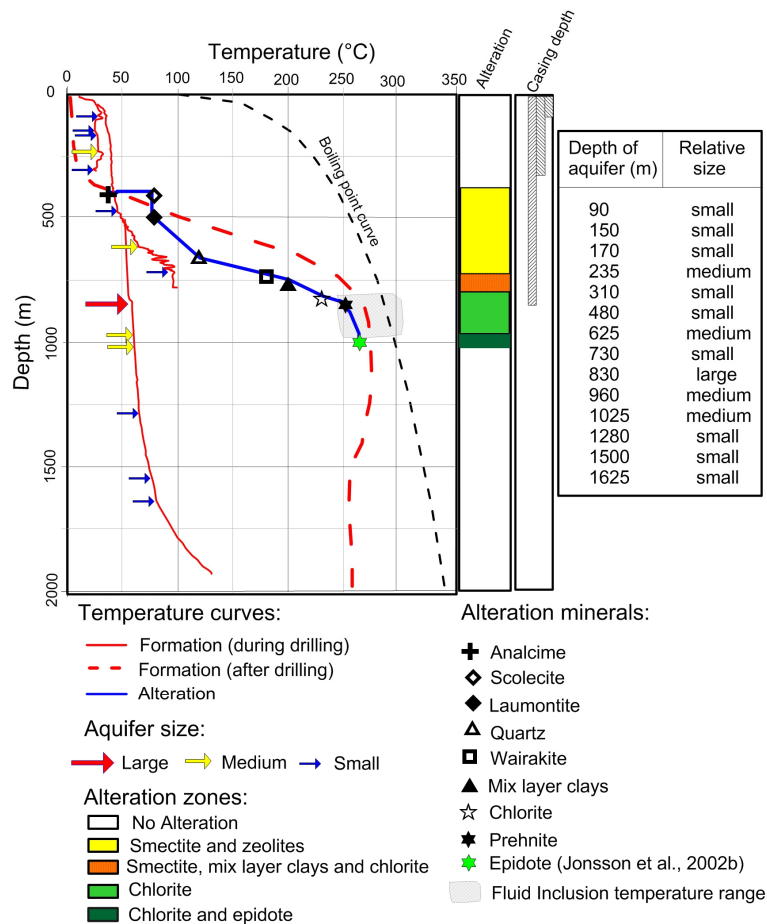 Temperature (°C)
0 50 100 150 200 250 300 350
Alteration
Casing depth
Depth (m)
0
500
1000
1500
2000
Boiling point curve
Depth of Relative
aquifer (m) size
90 small
150 small
170 small
235 medium
310 small
480 small
625 medium
730 small
830 large
960 medium
1025 medium
1280 small
1500 small
1625 small
Temperature curves:
Formation (during drilling)
Formation (after drilling)
Alteration
Aquifer size:
Large Medium Small
Alteration zones:
No Alteration
Smectite and zeolites
Smectite, mix layer clays and chlorite
Chlorite
Chlorite and epidote
Alteration minerals:
Analcime
Scolecite
Laumontite
Quartz
Wairakite
Mix layer clays
Chlorite
Prehnite
Epidote (Jonsson et al., 2002b)
Fluid Inclusion temperature range